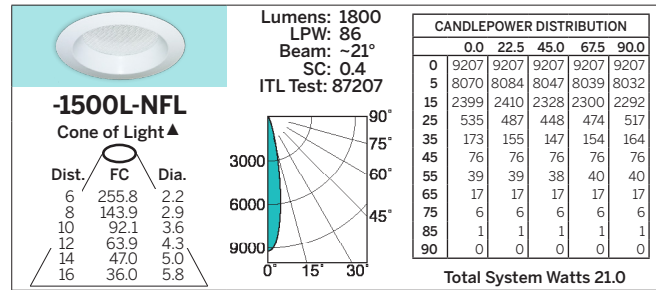 -1500L-NFL
Cone of Light▲
Dist. FC Dia.
6 255.8 2.2
8 143.9 2.9
10 92.1 3.6
12 63.9 4.3
14 47.0 5.0
16 36.0 5.8
Lumens: 1800
LPW: 86
Beam: ~21°
SC: 0.4
ITL Test: 87207
90°
75°
3000
60°
6000
45°
9000
0° 15° 30°
CANDLEPOWER DISTRIBUTION
0.0 22.5 45.0 67.5 90.0
0 9207 9207 9207 9207 9207
5 8070 8084 8047 8039 8032
15 2399 2410 2328 2300 2292
25 535 487 448 474 517
35 173 155 147 154 164
45 76 76 76 76 76
55 39 39 38 40 40
65 17 17 17 17 17
75 6 6 6 6 6
85 1 1 1 1 1
90 0 0 0 0 0
Total System Watts 21.0